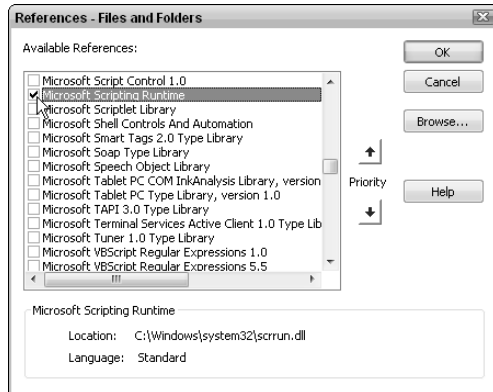 References - Files and Folders
Available References:
Microsoft Script Control 1.0
Microsoft Scripting Runtime
Microsoft Scriptlet Library
Microsoft Shell Controls And Automation
Microsoft Smart Tags 2.0 Type Library
Microsoft Soap Type Library
Microsoft Speech Object Library
Microsoft Tablet PC COM InkAnalysis Library, version
Microsoft Tablet PC Type Library, version 1.0
Microsoft TAPI 3.0 Type Library
Microsoft Terminal Services Active Client 1.0 Type Lib
Microsoft Tuner 1.0 Type Library
Microsoft VBScript Regular Expressions 1.0
Microsoft VBScript Regular Expressions 5.5
Priority
OK
Cancel
Browse...
Help
Microsoft Scripting Runtime
Location: C:\Windows\system32\scrrun.dll
Language: Standard